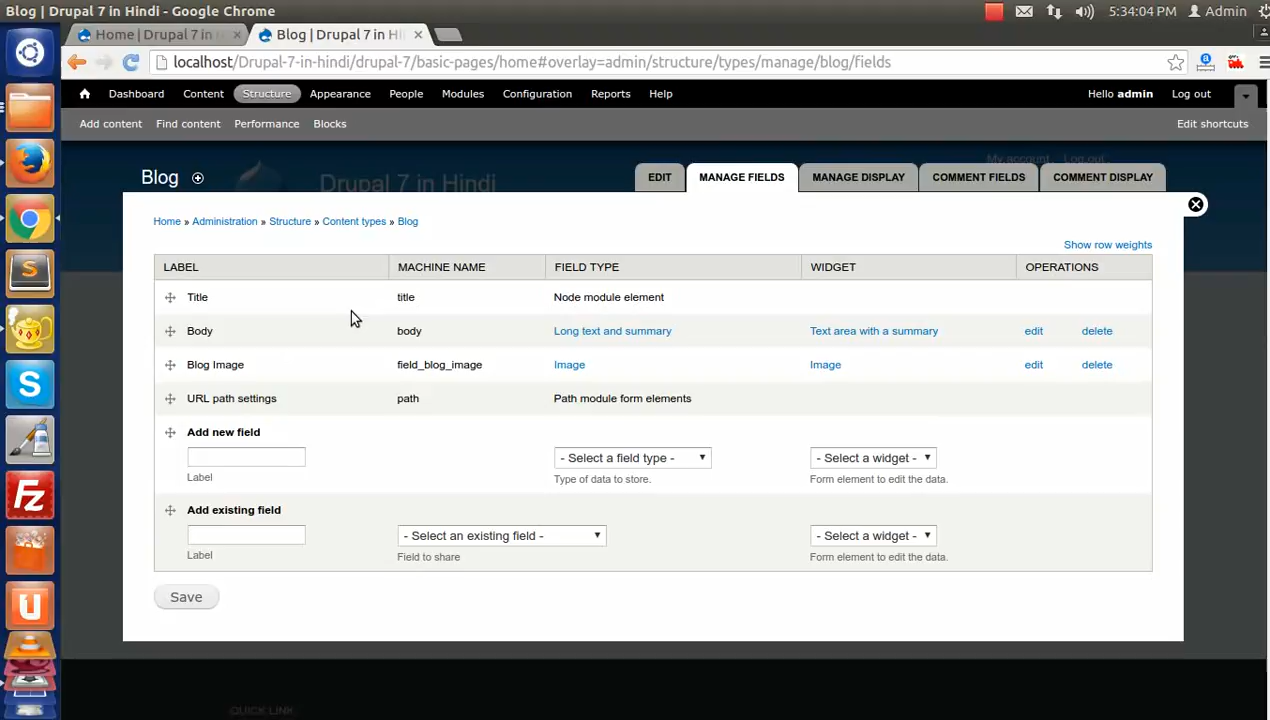 Blog | Drupal 7 in Hindi - Google Chrome
5:34:04 PM Admin
Home | Drupal 7 in
Blog | Drupal 7 in Hi
localhost/Drupal-7-in-hindi/drupal-7/basic-pages/home#overlay=admin/structure/types/manage/blog/fields
Dashboard Content Structure Appearance People Modules Configuration Reports Help Hello admin Log out
Add content Find content Performance Blocks Edit shortcuts
My account Log out
Drupal 7 in Hindi
Blog
EDIT MANAGE FIELDS MANAGE DISPLAY COMMENT FIELDS COMMENT DISPLAY
Home » Administration » Structure » Content types » Blog
Show row weights
LABEL MACHINE NAME FIELD TYPE WIDGET OPERATIONS
Title title Node module element
Body body Long text and summary Text area with a summary edit delete
Blog Image field_blog_image Image Image edit delete
URL path settings path Path module form elements
Add new field
- Select a field type - - Select a widget -
Label Type of data to store. Form element to edit the data.
Add existing field
- Select an existing field - - Select a widget -
Label Field to share Form element to edit the data.
Save
QUICK LINK